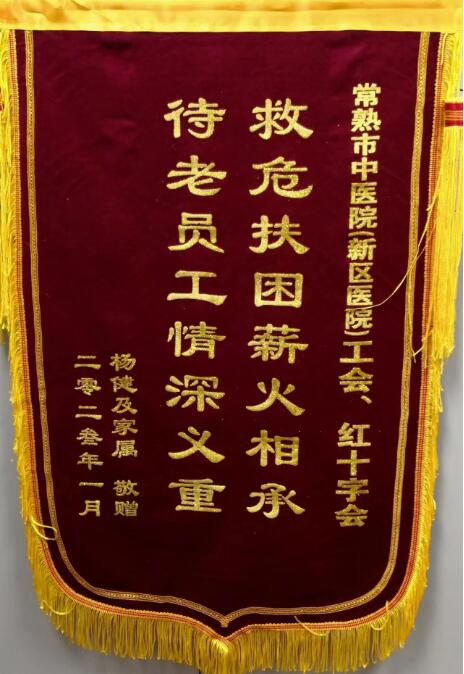 常熟市中医院(新区医院)工会、红十字会
救危扶困薪火相承
待老员工情深义重
杨健及家属 敬赠
二零二叁年一月